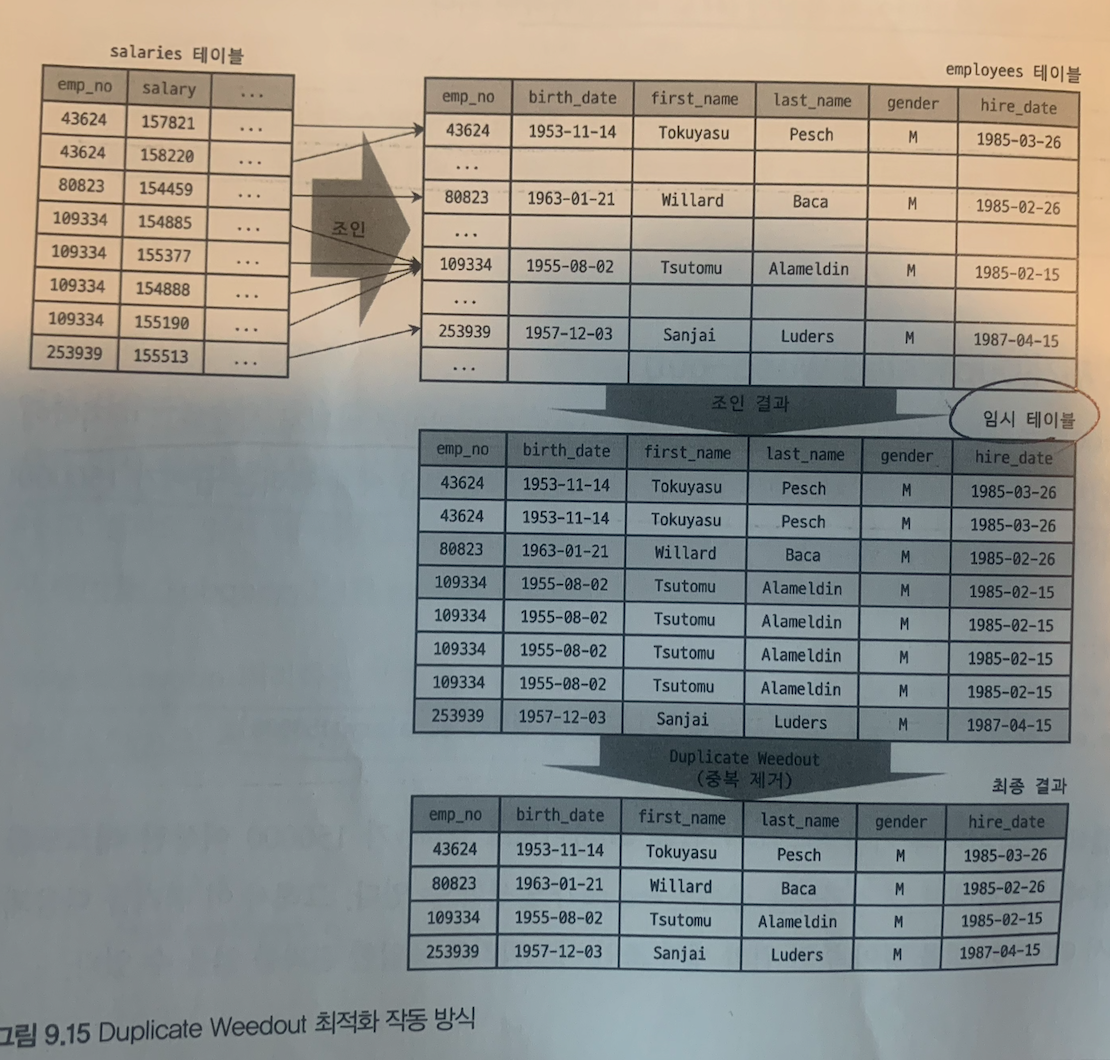 salaries 테이블
emp_no salary ...
43624 157821 ...
43624 158220 ...
80823 154459 ...
109334 154885 ...
109334 155377 ...
109334 154888 ...
109334 155190 ...
253939 155513 ...
조인
employees 테이블
emp_no birth_date first_name last_name gender hire_date
43624 1953-11-14 Tokuyasu Pesch M 1985-03-26
...
80823 1963-01-21 Willard Baca M 1985-02-26
...
109334 1955-08-02 Tsutomu Alameldin M 1985-02-15
...
253939 1957-12-03 Sanjai Luders M 1987-04-15
...
조인 결과
임시 테이블
emp_no birth_date first_name last_name gender hire_date
43624 1953-11-14 Tokuyasu Pesch M 1985-03-26
43624 1953-11-14 Tokuyasu Pesch M 1985-03-26
80823 1963-01-21 Willard Baca M 1985-02-26
109334 1955-08-02 Tsutomu Alameldin M 1985-02-15
109334 1955-08-02 Tsutomu Alameldin M 1985-02-15
109334 1955-08-02 Tsutomu Alameldin M 1985-02-15
109334 1955-08-02 Tsutomu Alameldin M 1985-02-15
253939 1957-12-03 Sanjai Luders M 1987-04-15
Duplicate Weedout
(중복 제거)
최종 결과
emp_no birth_date first_name last_name gender hire_date
43624 1953-11-14 Tokuyasu Pesch M 1985-03-26
80823 1963-01-21 Willard Baca M 1985-02-26
109334 1955-08-02 Tsutomu Alameldin M 1985-02-15
253939 1957-12-03 Sanjai Luders M 1987-04-15
그림 9.15 Duplicate Weedout 최적화 작동 방식